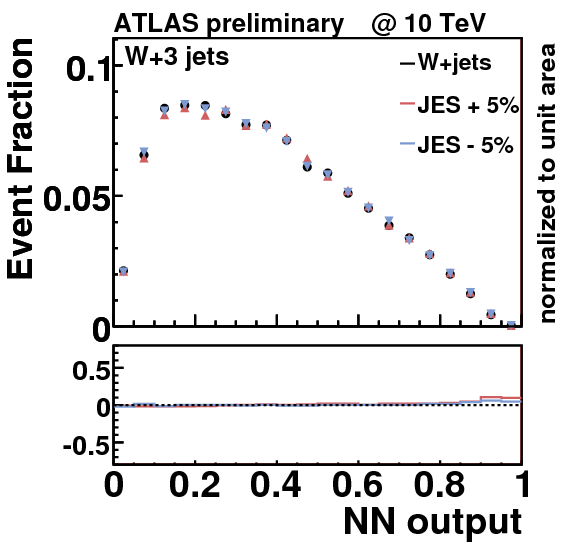 ATLAS preliminary @ 10 TeV
W+3 jets
W+jets
JES + 5%
JES - 5%
Event Fraction
0.1
0.05
0
normalized to unit area
0.5
0
-0.5
0 0.2 0.4 0.6 0.8 1
NN output